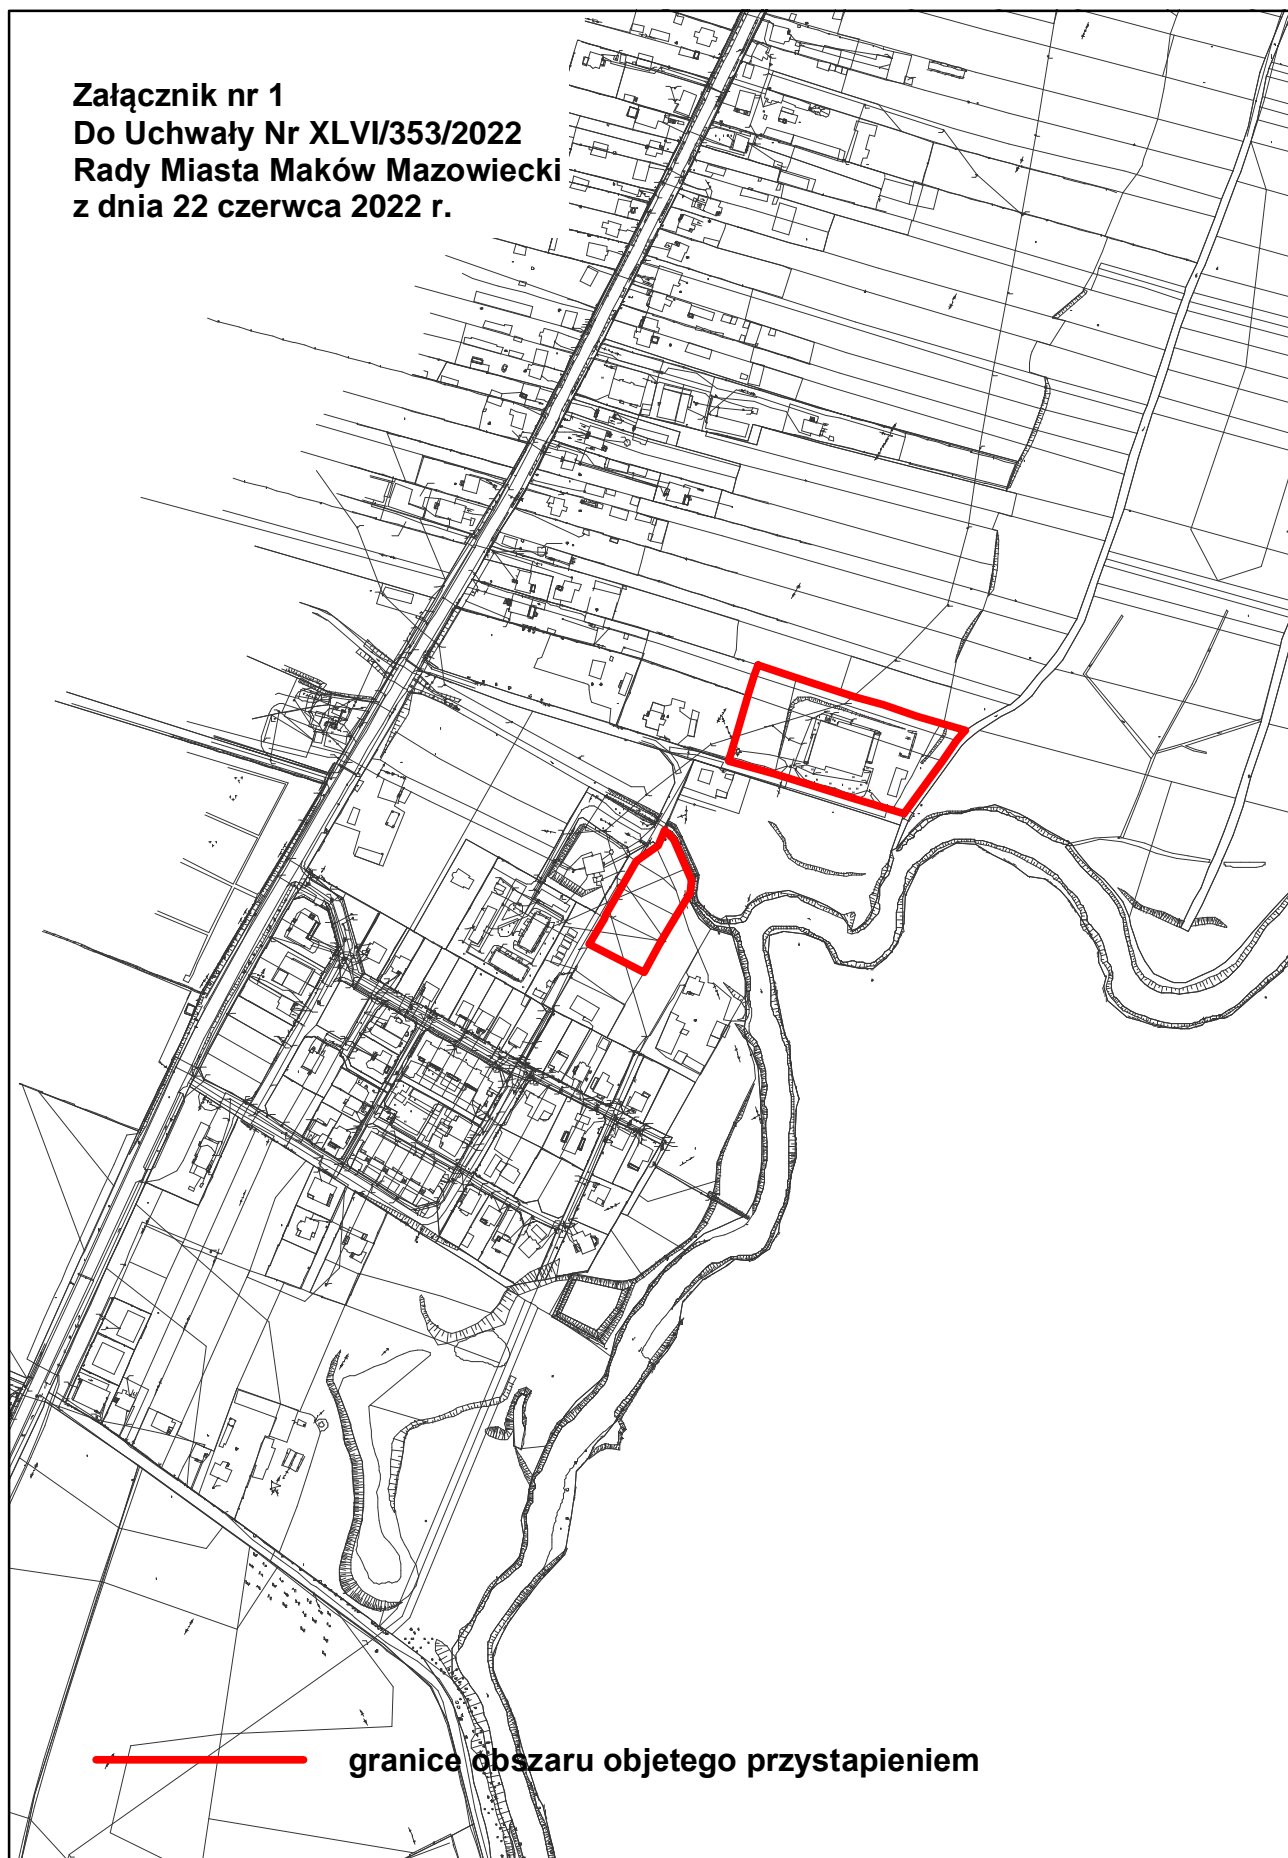 Załącznik nr 1
Do Uchwały Nr XLVI/353/2022
Rady Miasta Maków Mazowiecki
z dnia 22 czerwca 2022 r.
granice obszaru objetego przystapieniem